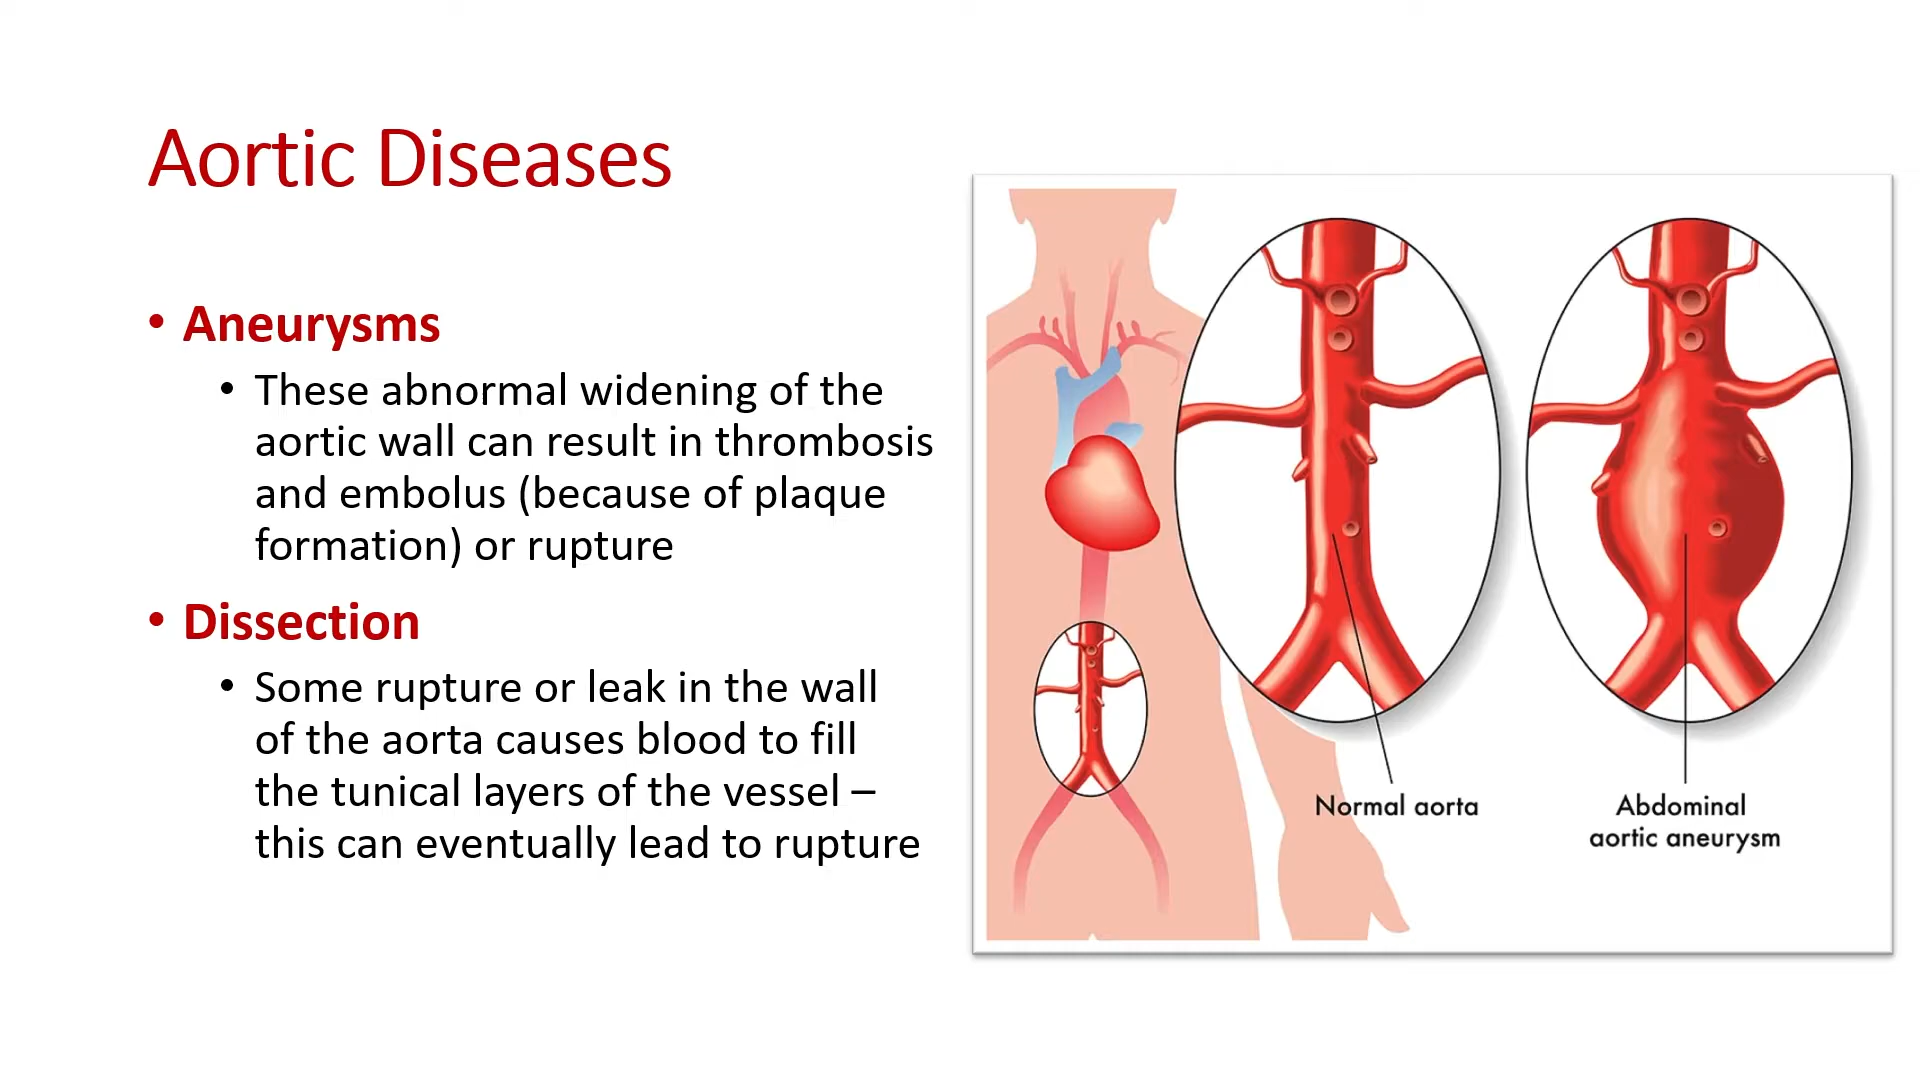 Aortic Diseases
• Aneurysms
• These abnormal widening of the
aortic wall can result in thrombosis
and embolus (because of plaque
formation) or rupture
• Dissection
• Some rupture or leak in the wall
of the aorta causes blood to fill
the tunical layers of the vessel –
this can eventually lead to rupture
Normal aorta
Abdominal
aortic aneurysm